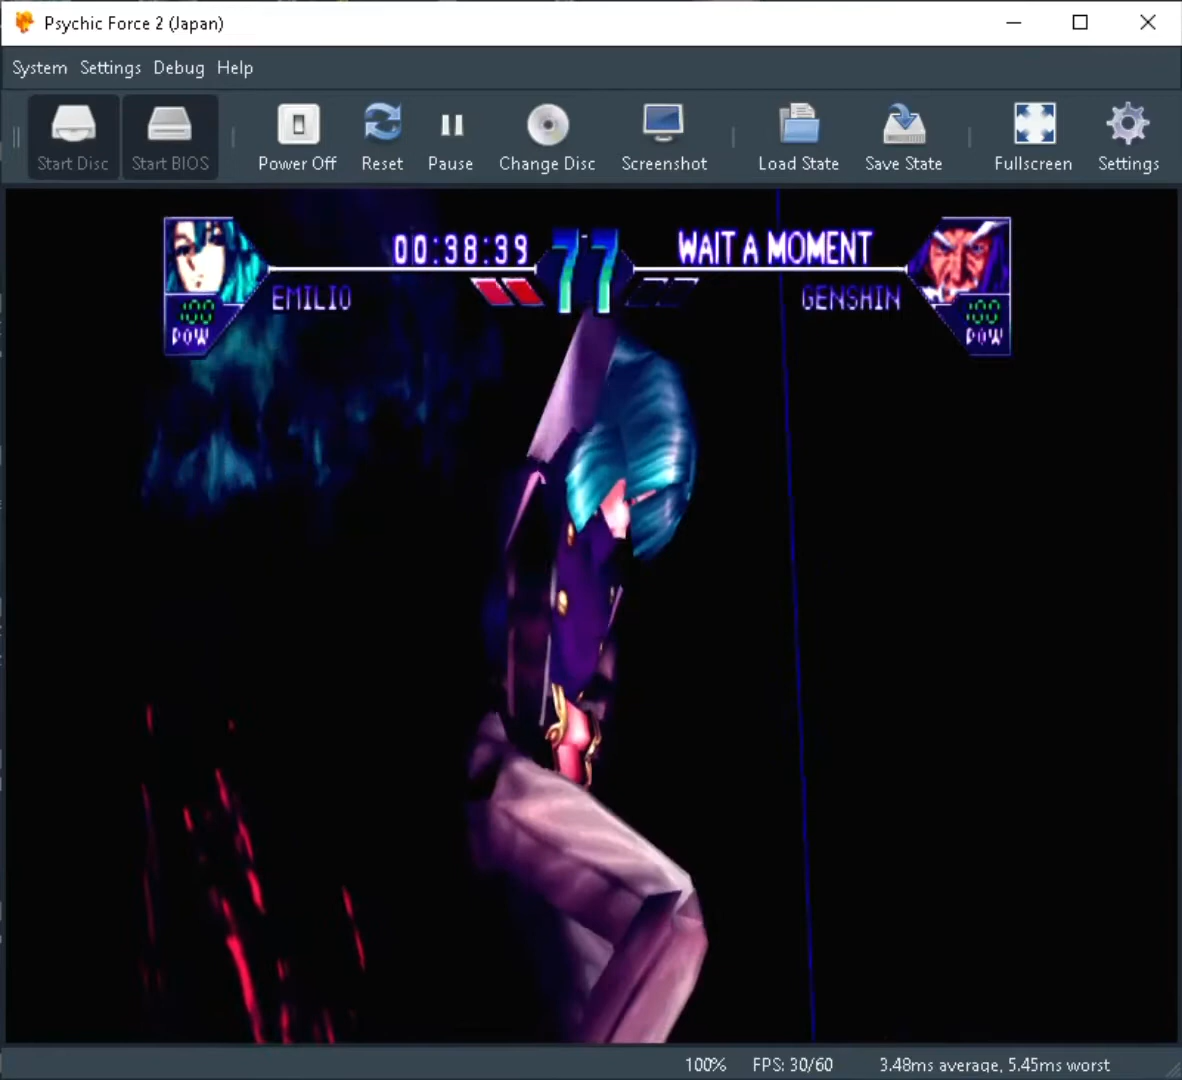 Psychic Force 2 (Japan)
System Settings Debug Help
Start Disc Start BIOS Power Off Reset Pause Change Disc Screenshot Load State Save State Fullscreen Settings
00:38:39 77 WAIT A MOMENT
EMILIO GENSHIN
100 100
POW POW
100% FPS: 30/60 3.48ms average, 5.45ms worst